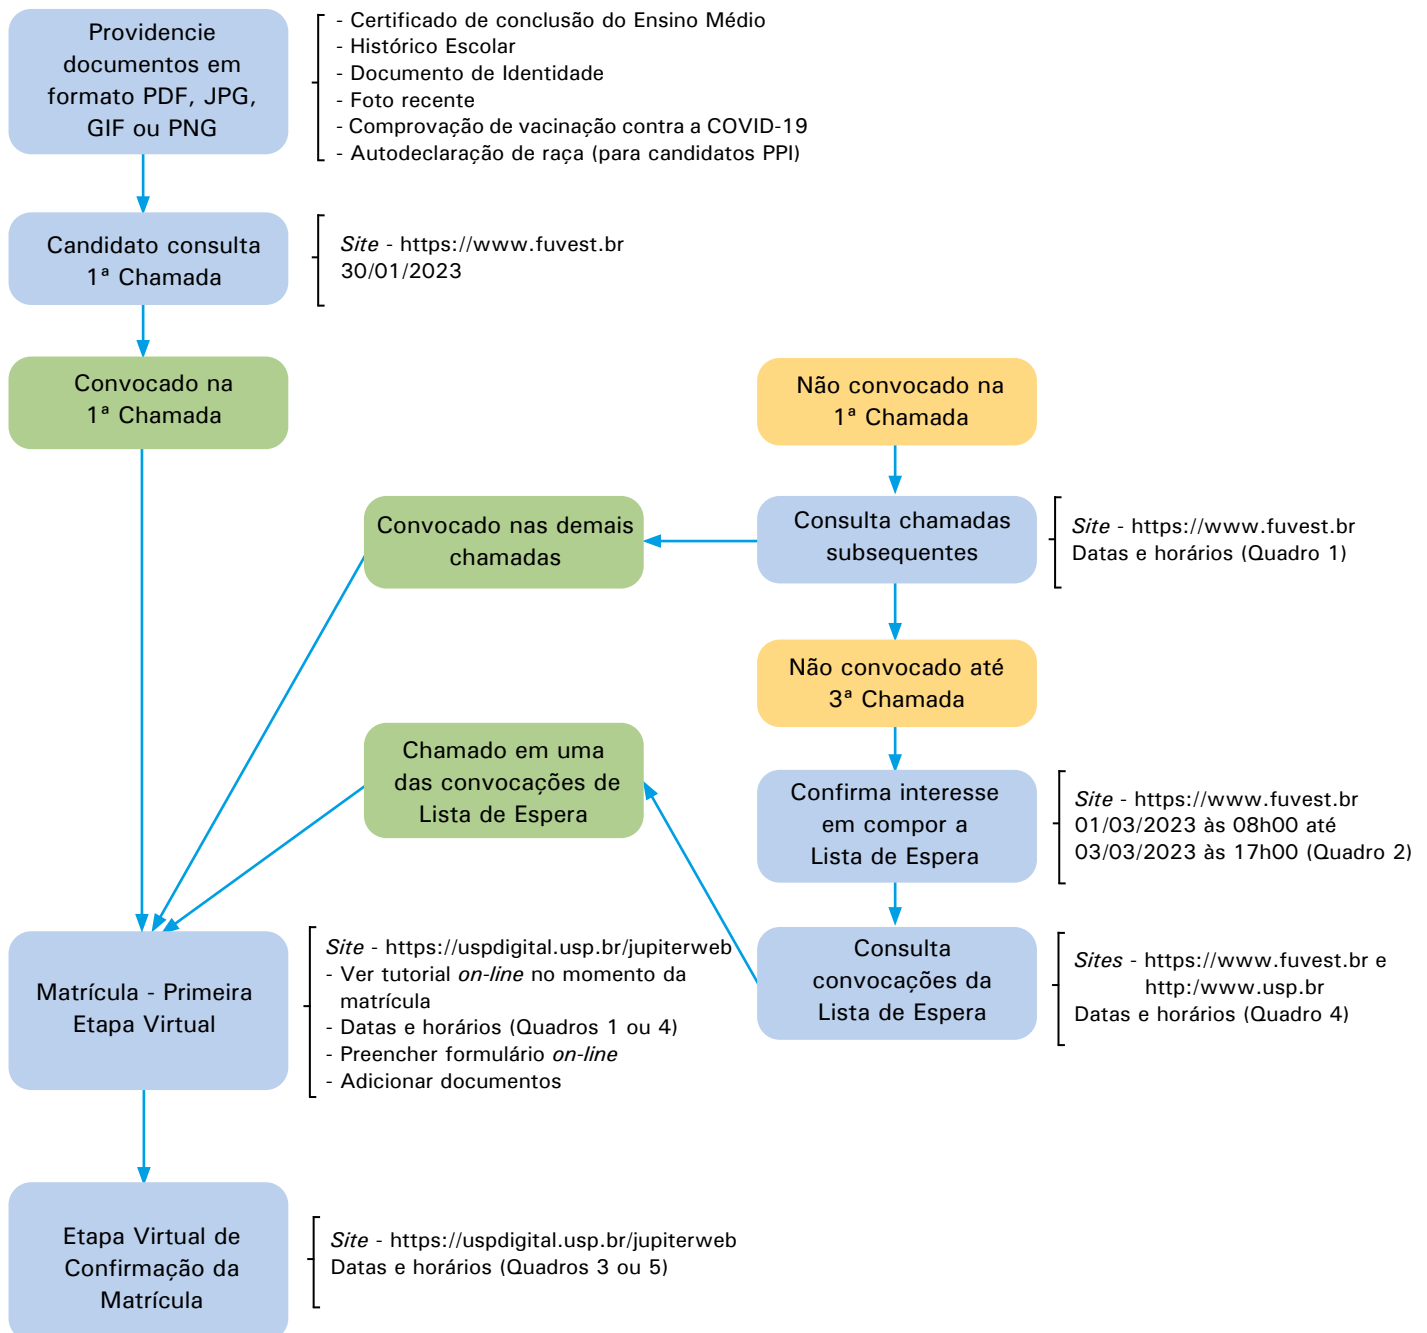 Providencie
documentos em
formato PDF, JPG,
GIF ou PNG
- Certificado de conclusão do Ensino Médio
- Histórico Escolar
- Documento de Identidade
- Foto recente
- Comprovação de vacinação contra a COVID-19
- Autodeclaração de raça (para candidatos PPI)
Candidato consulta
1ª Chamada
Site - https://www.fuvest.br
30/01/2023
Convocado na
1ª Chamada
Não convocado na
1ª Chamada
Convocado nas demais
chamadas
Consulta chamadas
subsequentes
Site - https://www.fuvest.br
Datas e horários (Quadro 1)
Não convocado até
3ª Chamada
Chamado em uma
das convocações de
Lista de Espera
Confirma interesse
em compor a
Lista de Espera
Site - https://www.fuvest.br
01/03/2023 às 08h00 até
03/03/2023 às 17h00 (Quadro 2)
Matrícula - Primeira
Etapa Virtual
Site - https://uspdigital.usp.br/jupiterweb
- Ver tutorial on-line no momento da
matrícula
- Datas e horários (Quadros 1 ou 4)
- Preencher formulário on-line
- Adicionar documentos
Consulta
convocações da
Lista de Espera
Sites - https://www.fuvest.br e
http:/www.usp.br
Datas e horários (Quadro 4)
Etapa Virtual de
Confirmação da
Matrícula
Site - https://uspdigital.usp.br/jupiterweb
Datas e horários (Quadros 3 ou 5)